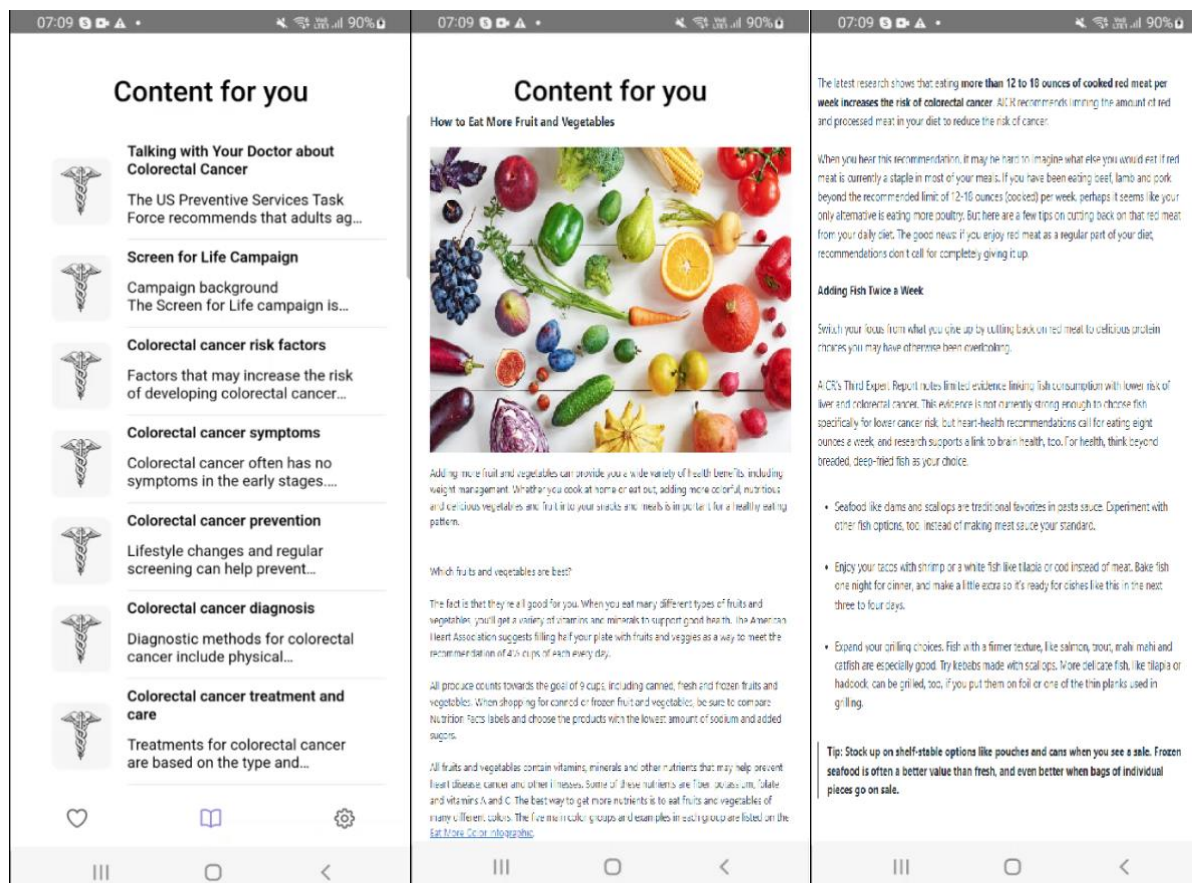 07:09
90%
Content for you
Talking with Your Doctor about
Colorectal Cancer
The US Preventive Services Task
Force recommends that adults ag...
Screen for Life Campaign
Campaign background
The Screen for Life campaign is...
Colorectal cancer risk factors
Factors that may increase the risk
of developing colorectal cancer...
Colorectal cancer symptoms
Colorectal cancer often has no
symptoms in the early stages....
Colorectal cancer prevention
Lifestyle changes and regular
screening can help prevent...
Colorectal cancer diagnosis
Diagnostic methods for colorectal
cancer include physical...
Colorectal cancer treatment and
care
Treatments for colorectal cancer
are based on the type and...
07:09
90%
Content for you
How to Eat More Fruit and Vegetables
Adding more fruit and vegetables can provide you a wide variety of health benefits, including
weight management. Whether you cook at home or eat out, adding more colorful, nutritious
and delicious vegetables and fruit into your snacks and meals is important for a healthy eating
pattern.
Which fruits and vegetables are best?
The fact is that they're all good for you. When you eat many different types of fruits and
vegetables, you'll get a variety of vitamins and minerals to support good health. The American
Heart Association suggests filling half your plate with fruits and veggies as a way to meet the
recommendation of 4½ cups of each every day.
All produce counts towards the goal of 9 cups, including canned, fresh and frozen fruits and
vegetables. When shopping for canned or frozen fruit and vegetables, be sure to compare
Nutrition Facts labels and choose the products with the lowest amount of sodium and added
sugars.
All fruits and vegetables contain vitamins, minerals and other nutrients that may help prevent
heart disease, cancer and other illnesses. Some of these nutrients are fiber, potassium, folate
and vitamins A and C. The best way to get more nutrients is to eat fruits and vegetables of
many different colors. The five main color groups and examples in each group are listed on the
Eat More Color infographic.
07:09
90%
The latest research shows that eating more than 12 to 18 ounces of cooked red meat per
week increases the risk of colorectal cancer. AICR recommends limiting the amount of red
and processed meat in your diet to reduce the risk of cancer.
When you hear this recommendation, it may be hard to imagine what else you would eat if red
meat is currently a staple in most of your meals. If you have been eating beef, lamb and pork
beyond the recommended limit of 12-18 ounces (cooked) per week, perhaps it seems like your
only alternative is eating more poultry. But here are a few tips on cutting back on that red meat
from your daily diet. The good news: if you enjoy red meat as a regular part of your diet,
recommendations don't call for completely giving it up.
Adding Fish Twice a Week
Switch your focus from what you give up by cutting back on red meat to delicious protein
choices you may have otherwise been overlooking.
AICR's Third Expert Report notes limited evidence linking fish consumption with lower risk of
liver and colorectal cancer. This evidence is not currently strong enough to choose fish
specifically for lower cancer risk, but heart-health recommendations call for eating eight
ounces a week, and research supports a link to brain health, too. For health, think beyond
breaded, deep-fried fish as your choice.
• Seafood like clams and scallops are traditional favorites in pasta sauce. Experiment with
other fish options, too, instead of making meat sauce your standard.
• Enjoy your tacos with shrimp or a white fish like tilapia or cod instead of meat. Bake fish
one night for dinner, and make a little extra so it's ready for dishes like this in the next
three to four days.
• Expand your grilling choices. Fish with a firmer texture, like salmon, trout, mahi mahi and
catfish are especially good. Try kebabs made with scallops. More delicate fish, like tilapia or
haddock, can be grilled, too, if you put them on foil or one of the thin planks used in
grilling.
Tip: Stock up on shelf-stable options like pouches and cans when you see a sale. Frozen
seafood is often a better value than fresh, and even better when bags of individual
pieces go on sale.